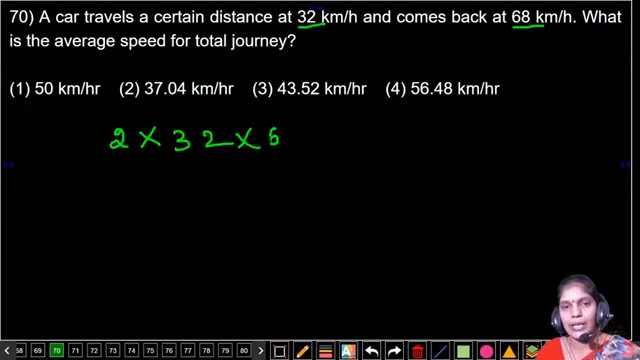 70) A car travels a certain distance at 32 km/h and comes back at 68 km/h. What
is the average speed for total journey?
(1) 50 km/hr (2) 37.04 km/hr (3) 43.52 km/hr (4) 56.48 km/hr
2 × 32 × 6
68 69 70 71 72 73 74 75 76 77 78 79 80